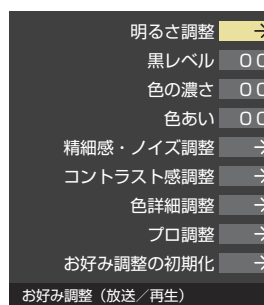 明るさ調整 →
黒レベル 00
色の濃さ 00
色あい 00
精細感・ノイズ調整 →
コントラスト感調整 →
色詳細調整 →
プロ調整 →
お好み調整の初期化 →
お好み調整（放送／再生）